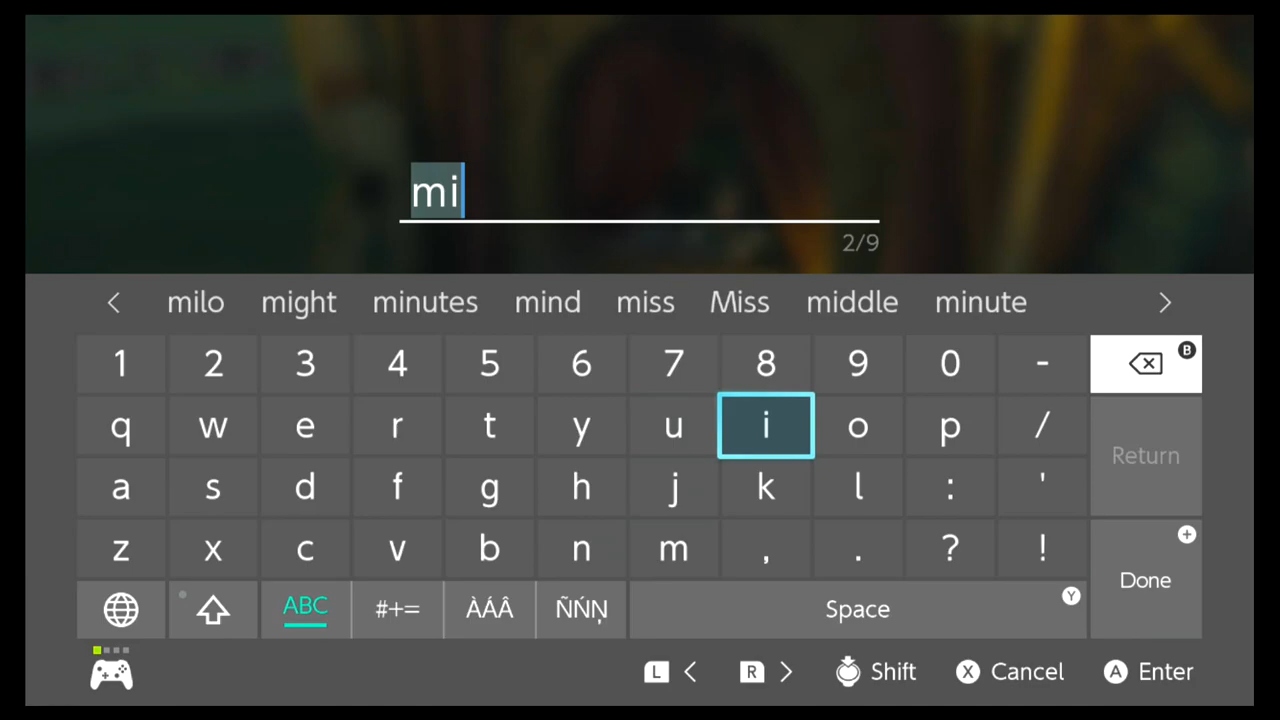 mi
2/9
< milo might minutes mind miss Miss middle minute >
1 2 3 4 5 6 7 8 9 0 - B
q w e r t y u i o p /
Return
a s d f g h j k l : '
z x c v b n m , . ? ! +
Done
ABC #+= ÀÁÂ ÑŃŅ Space Y
L < R > Shift X Cancel A Enter